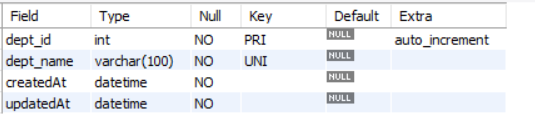 Field Type Null Key Default Extra
dept_id int NO PRI NULL auto_increment
dept_name varchar(100) NO UNI NULL
createdAt datetime NO NULL
updatedAt datetime NO NULL